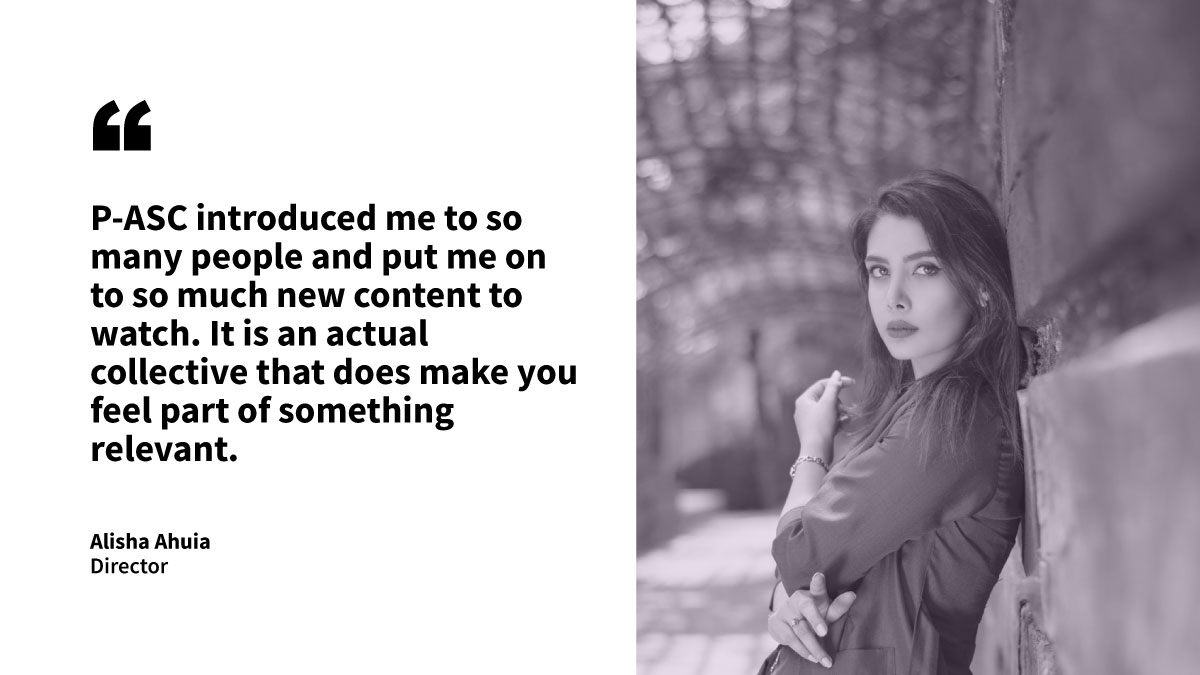 “
P-ASC introduced me to so
many people and put me on
to so much new content to
watch. It is an actual
collective that does make you
feel part of something
relevant.
Alisha Ahuia
Director